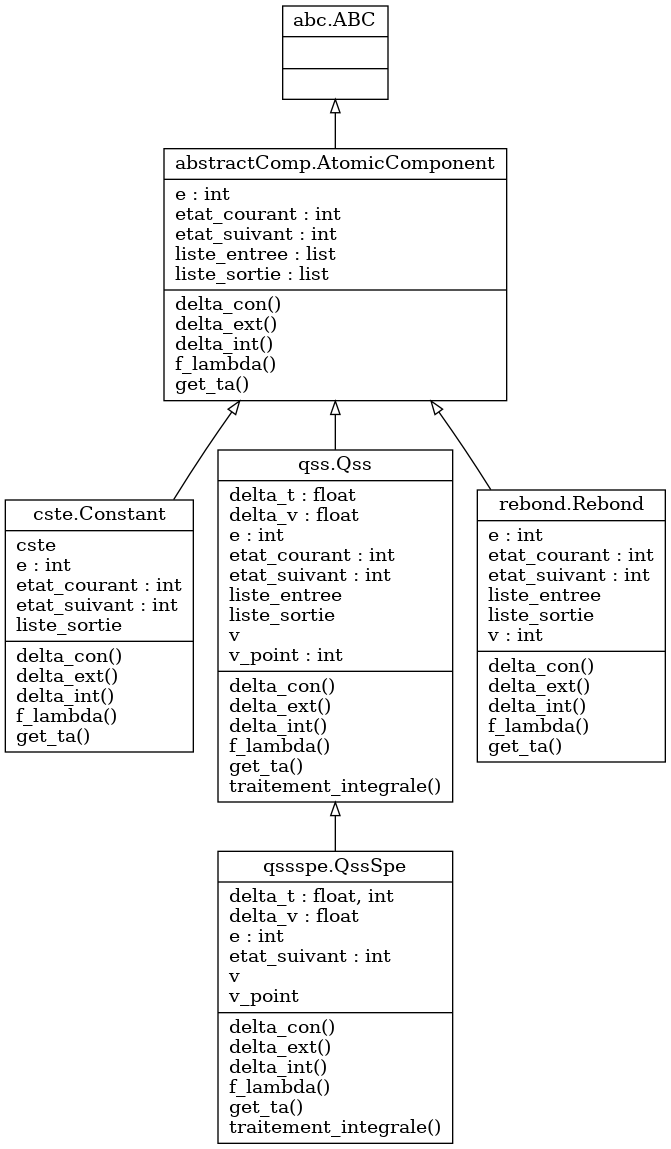 abc.ABC
abstractComp.AtomicComponent
e : int
etat_courant : int
etat_suivant : int
liste_entree : list
liste_sortie : list
delta_con()
delta_ext()
delta_int()
f_lambda()
get_ta()
cste.Constant
cste
e : int
etat_courant : int
etat_suivant : int
liste_sortie
delta_con()
delta_ext()
delta_int()
f_lambda()
get_ta()
qss.Qss
delta_t : float
delta_v : float
e : int
etat_courant : int
etat_suivant : int
liste_entree
liste_sortie
v
v_point : int
delta_con()
delta_ext()
delta_int()
f_lambda()
get_ta()
traitement_integrale()
rebond.Rebond
e : int
etat_courant : int
etat_suivant : int
liste_entree
liste_sortie
v : int
delta_con()
delta_ext()
delta_int()
f_lambda()
get_ta()
qssspe.QssSpe
delta_t : float, int
delta_v : float
e : int
etat_suivant : int
v
v_point
delta_con()
delta_ext()
delta_int()
f_lambda()
get_ta()
traitement_integrale()